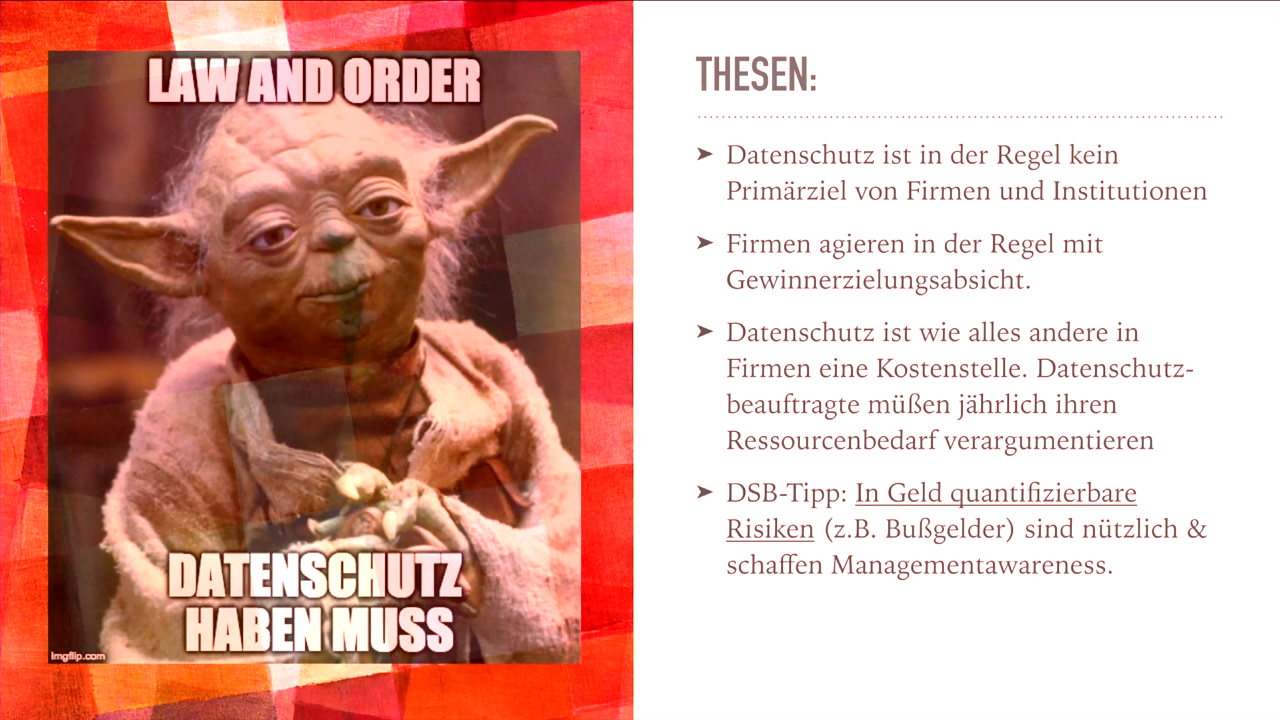 LAW AND ORDER
DATENSCHUTZ
HABEN MUSS
imgflip.com
THESEN:
➤ Datenschutz ist in der Regel kein
Primärziel von Firmen und Institutionen
➤ Firmen agieren in der Regel mit
Gewinnerzielungsabsicht.
➤ Datenschutz ist wie alles andere in
Firmen eine Kostenstelle. Datenschutz-
beauftragte müßen jährlich ihren
Ressourcenbedarf verargumentieren
➤ DSB-Tipp: In Geld quantifizierbare
Risiken (z.B. Bußgelder) sind nützlich &
schaffen Managementawareness.